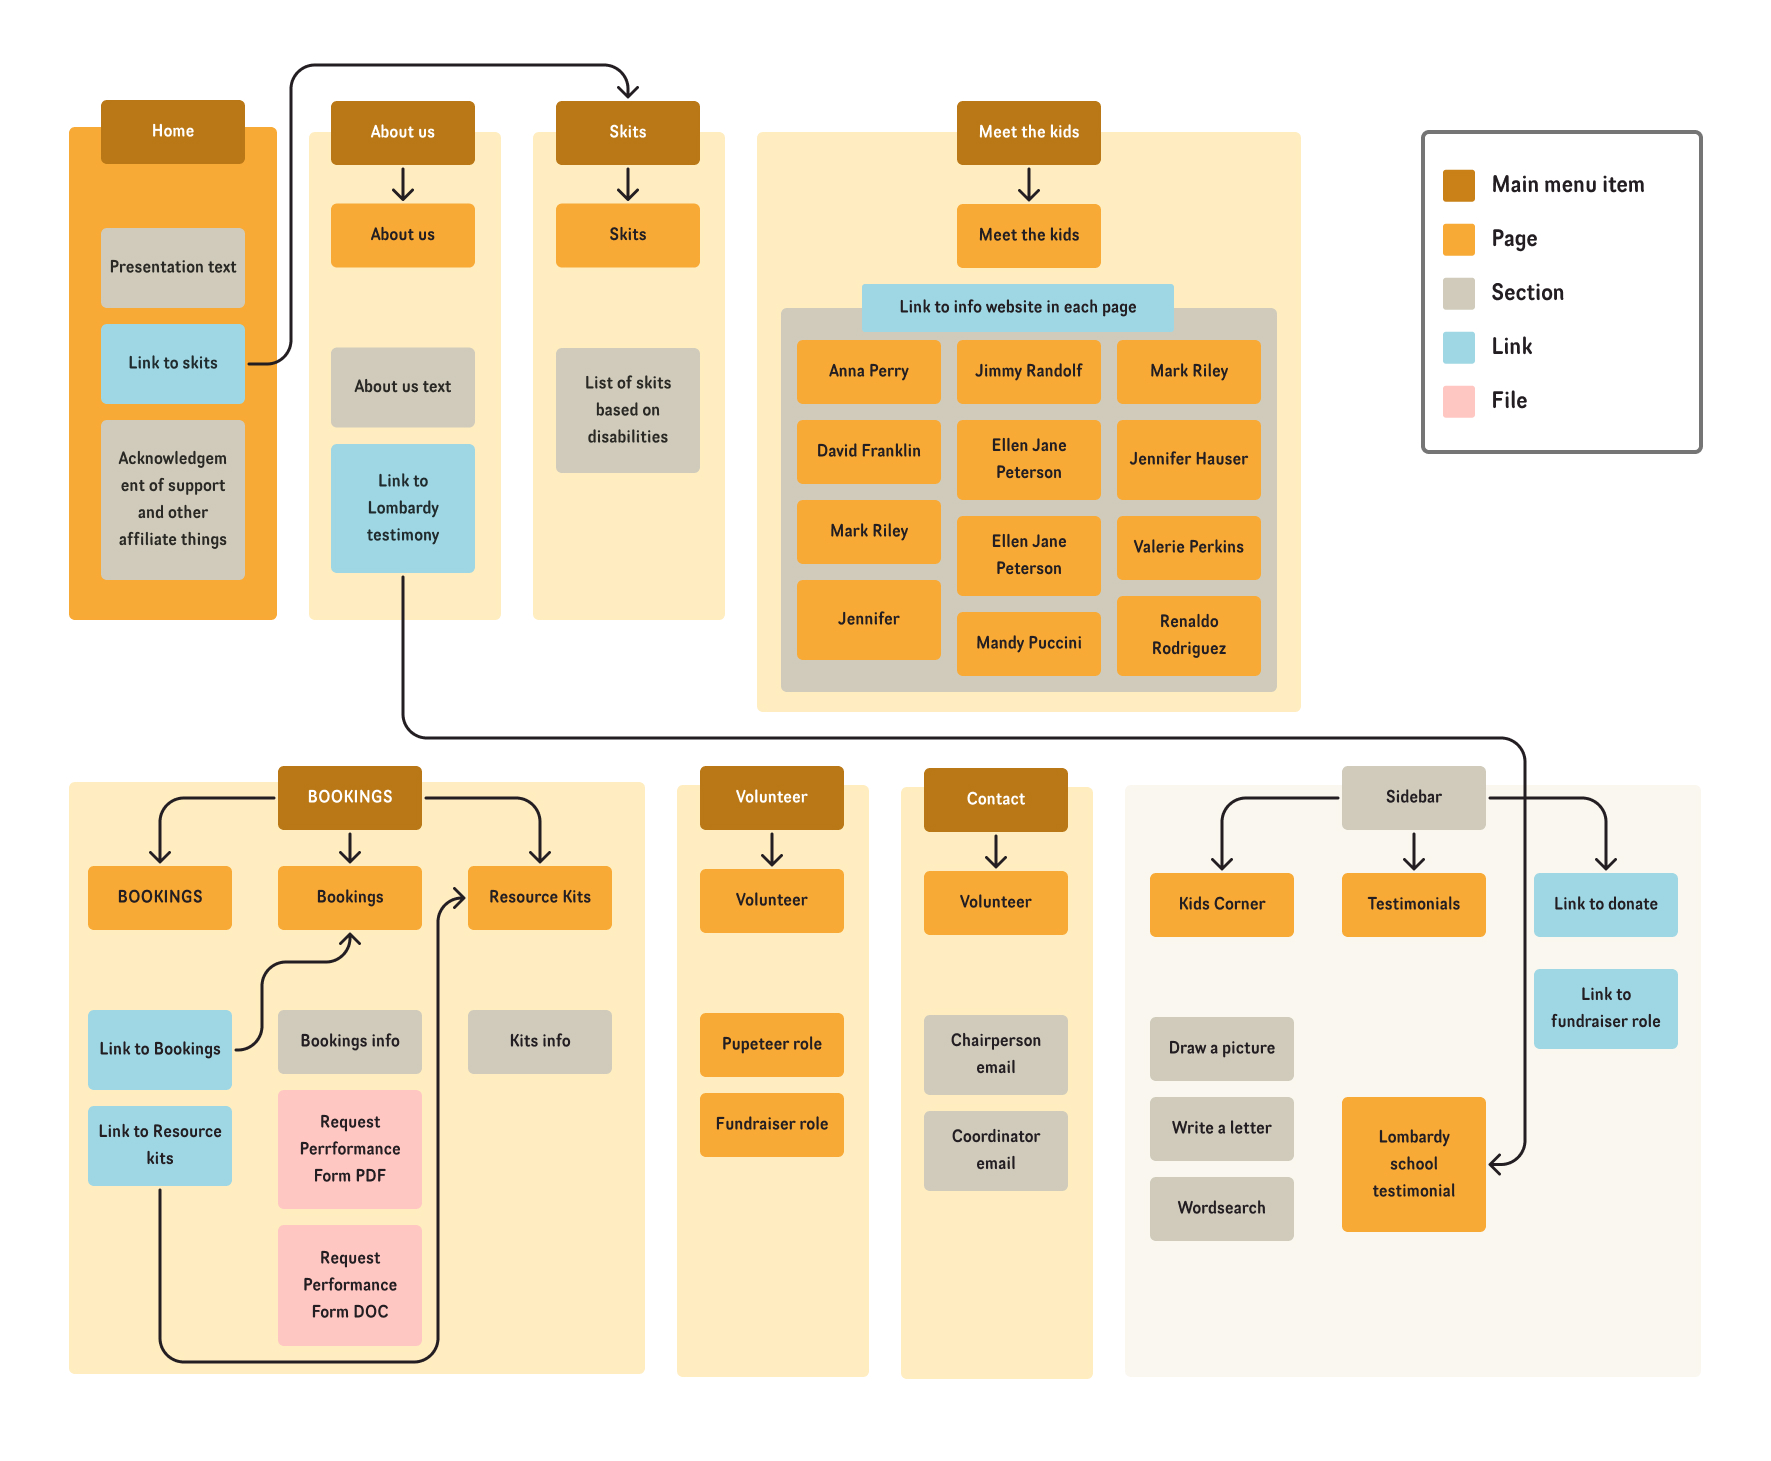 Home
Presentation text
Link to skits
Acknowledgem
ent of support
and other
affiliate things
About us
About us
About us text
Link to
Lombardy
testimony
Skits
Skits
List of skits
based on
disabilities
Meet the kids
Meet the kids
Link to info website in each page
Anna Perry
Jimmy Randolf
Mark Riley
David Franklin
Ellen Jane
Peterson
Jennifer Hauser
Mark Riley
Ellen Jane
Peterson
Valerie Perkins
Jennifer
Mandy Puccini
Renaldo
Rodriguez
Main menu item
Page
Section
Link
File
BOOKINGS
BOOKINGS
Bookings
Resource Kits
Link to Bookings
Bookings info
Kits info
Link to Resource
kits
Request
Perrformance
Form PDF
Request
Performance
Form DOC
Volunteer
Volunteer
Pupeteer role
Fundraiser role
Contact
Volunteer
Chairperson
email
Coordinator
email
Sidebar
Kids Corner
Testimonials
Link to donate
Link to
fundraiser role
Draw a picture
Write a letter
Wordsearch
Lombardy
school
testimonial